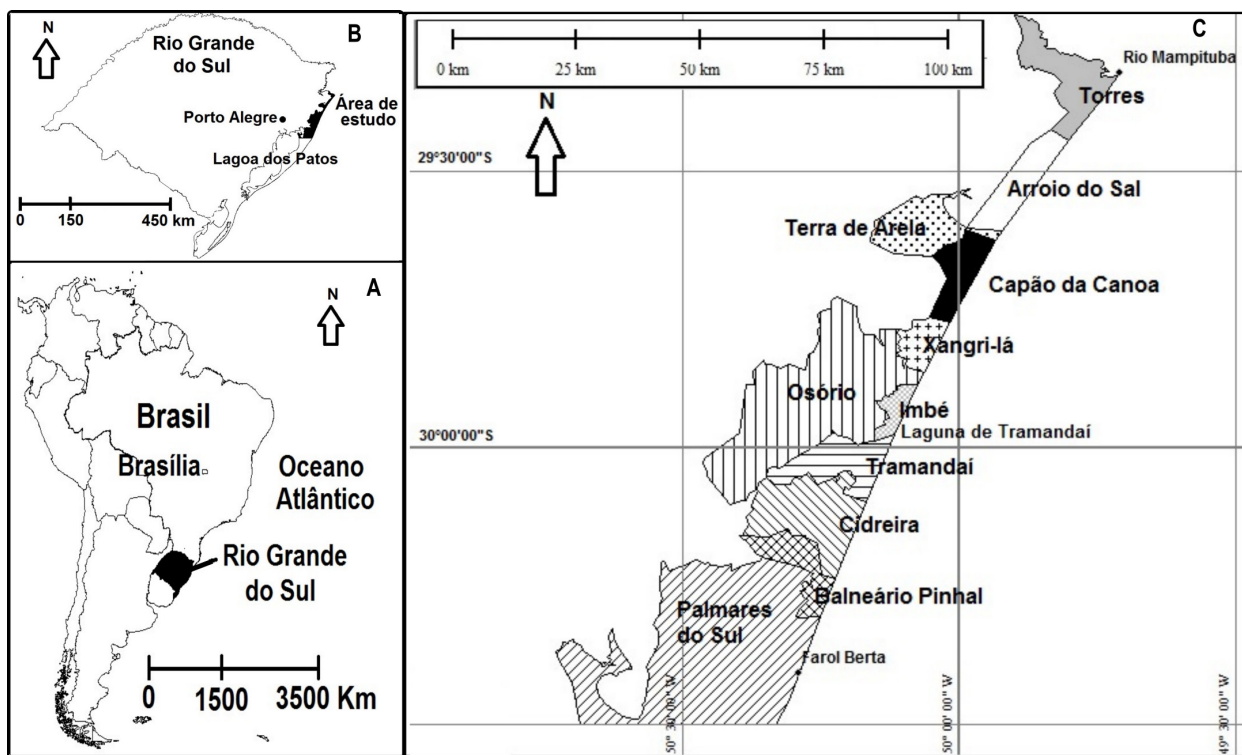 B
N
Rio Grande
do Sul
Área de
estudo
Porto Alegre
Lagoa dos Patos
0 150 450 km
A
N
Brasil
Brasília
Oceano
Atlântico
Rio Grande
do Sul
0 1500 3500 Km
C
0 km 25 km 50 km 75 km 100 km
N
Rio Mampituba
Torres
29°30'00"S
Arroio do Sal
Terra de Areia
Capão da Canoa
Xangri-lá
Osório
Imbé
Laguna de Tramandaí
30°00'00"S
Tramandaí
Cidreira
Balneário Pinhal
Palmares
do Sul
Farol Berta
50°30'00" W
50°00'00" W
49°30'00" W